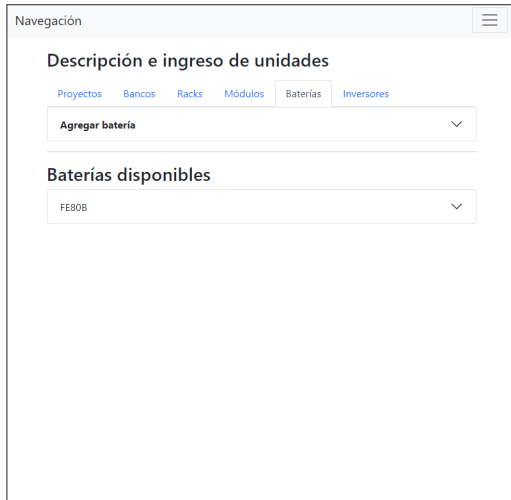 Navegación
Descripción e ingreso de unidades
Proyectos Bancos Racks Módulos Baterías Inversores
Agregar batería
Baterías disponibles
FE80B